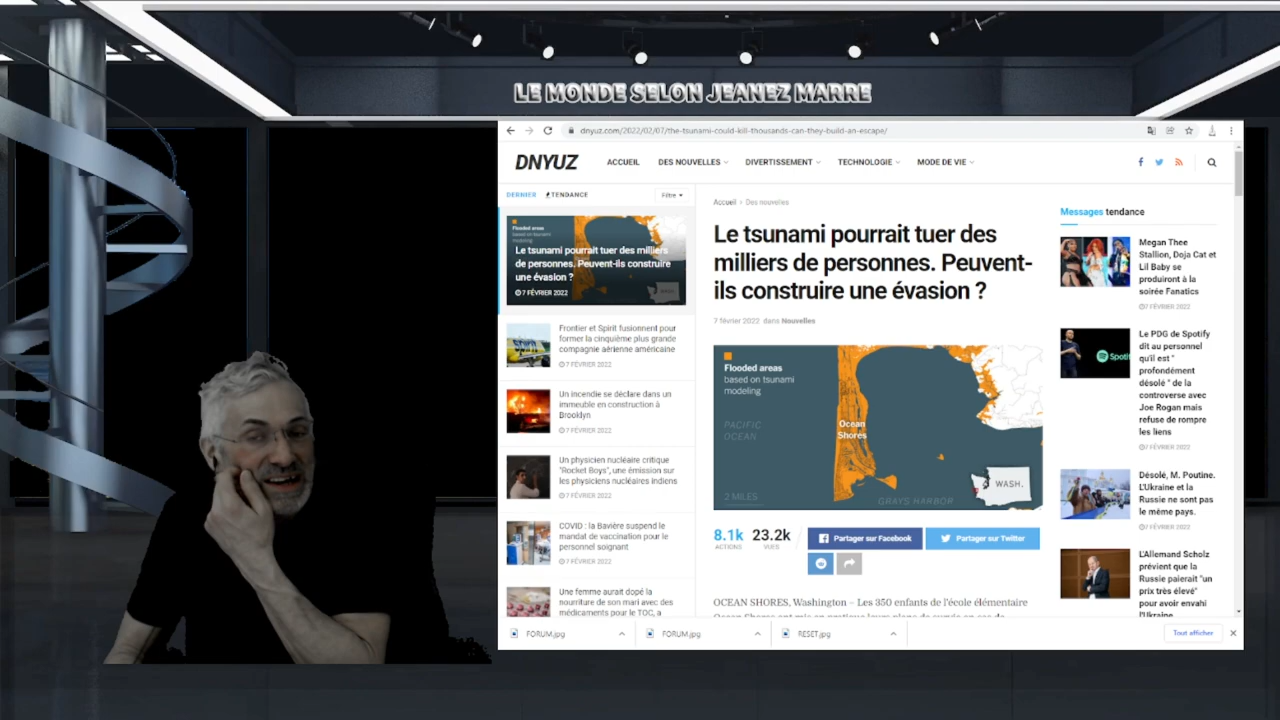 LE MONDE SELON JEANEZ MARRE
dnyuz.com/2022/02/07/the-tsunami-could-kill-thousands-can-they-build-an-escape/
DNYUZ
ACCUEIL
DES NOUVELLES
DIVERTISSEMENT
TECHNOLOGIE
MODE DE VIE
DERNIER
TENDANCE
Filtre
Flooded areas
based on tsunami
modeling
Le tsunami pourrait tuer des milliers
de personnes. Peuvent-ils construire
une évasion ?
7 FÉVRIER 2022
Frontier et Spirit fusionnent pour
former la cinquième plus grande
compagnie aérienne américaine
7 FÉVRIER 2022
Un incendie se déclare dans un
immeuble en construction à
Brooklyn
7 FÉVRIER 2022
Un physicien nucléaire critique
"Rocket Boys", une émission sur
les physiciens nucléaires indiens
7 FÉVRIER 2022
COVID : la Bavière suspend le
mandat de vaccination pour le
personnel soignant
7 FÉVRIER 2022
Une femme aurait dopé la
nourriture de son mari avec des
médicaments pour le TOC, a
Accueil > Des nouvelles
Le tsunami pourrait tuer des
milliers de personnes. Peuvent-
ils construire une évasion ?
7 février 2022 dans Nouvelles
Flooded areas
based on tsunami
modeling
PACIFIC
OCEAN
Ocean
Shores
2 MILES
GRAYS HARBOR
WASH.
8.1k
ACTIONS
23.2k
VUES
Partager sur Facebook
Partager sur Twitter
OCEAN SHORES, Washington – Les 350 enfants de l'école élémentaire
Messages tendance
Megan Thee
Stallion, Doja Cat et
Lil Baby se
produiront à la
soirée Fanatics
7 FÉVRIER 2022
Spotif
Le PDG de Spotify
dit au personnel
qu'il est "
profondément
désolé " de la
controverse avec
Joe Rogan mais
refuse de rompre
les liens
7 FÉVRIER 2022
Désolé, M. Poutine.
L'Ukraine et la
Russie ne sont pas
le même pays.
7 FÉVRIER 2022
L'Allemand Scholz
prévient que la
Russie paierait "un
prix très élevé"
pour avoir envahi
l'Ukraine
FORUM.jpg
FORUM.jpg
RESET.jpg
Tout afficher